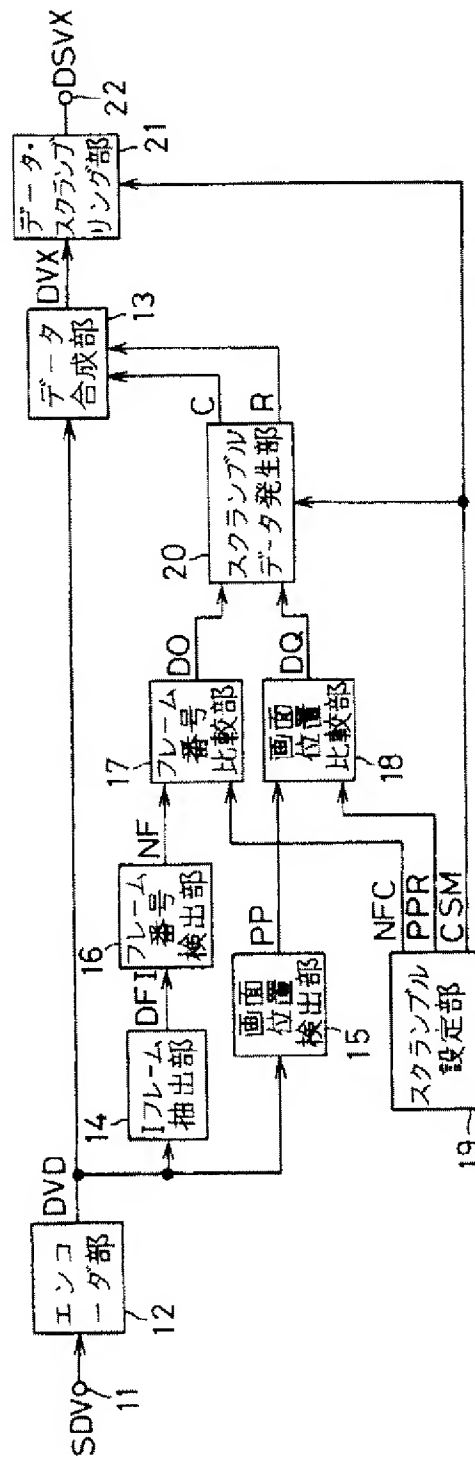 SDV
11
エンコ
ーダ部
12
DVD
14
Iフレーム
抽出部
DFI
16
フレーム
番号
検出部
NF
17
フレーム
番号
比較部
DO
画面
位置
検出部
15
PP
画面
位置
比較部
18
DQ
スクランブル
設定部
19
NFC
PPR
CSM
20
スクランブル
データ発生部
C
R
データ
合成部
13
DVX
データ・
スクランブ
リング部
21
22
DSVX